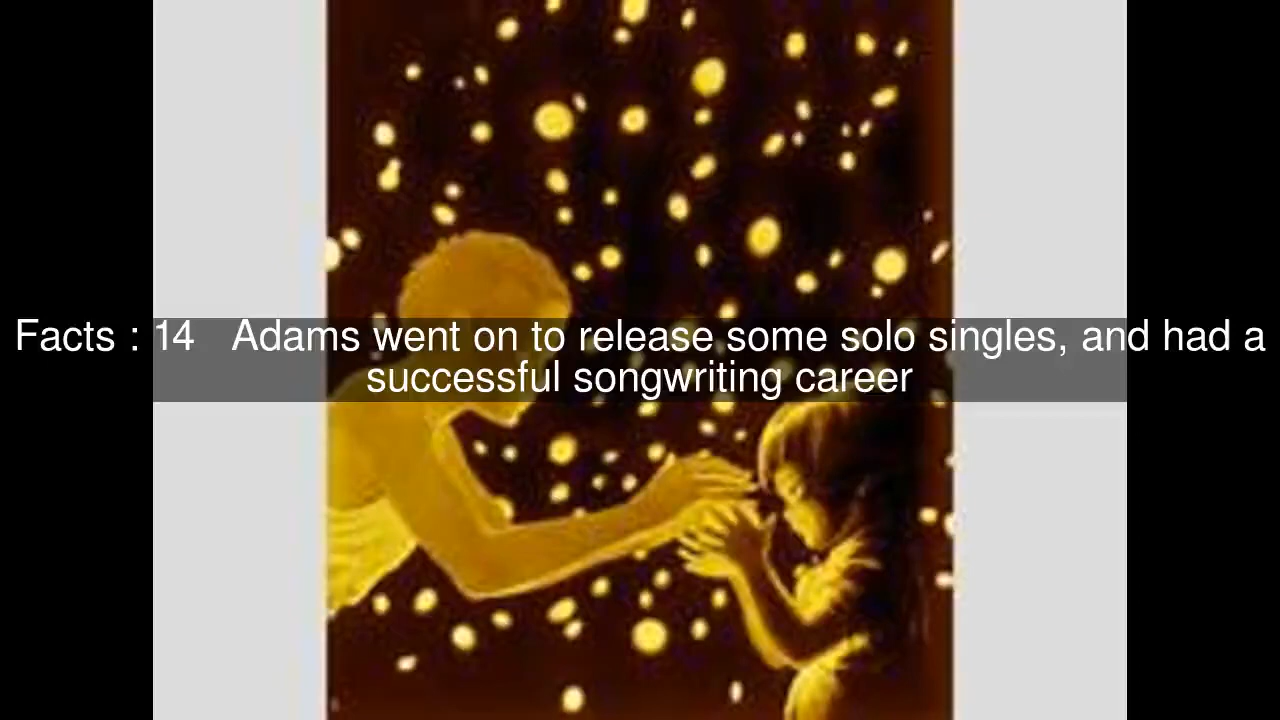 Facts : 14   Adams went on to release some solo singles, and had a
successful songwriting career